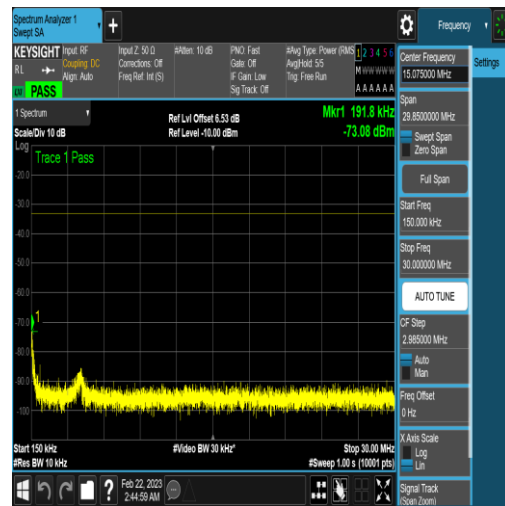 Spectrum Analyzer 1
Swept SA
Frequency
KEYSIGHT
RL
Input: RF
Coupling: DC
Align: Auto
Input Z: 50 Ω
Corrections: Off
Freq Ref: Int (S)
#Atten: 10 dB
PNO: Fast
Gate: Off
IF Gain: Low
Sig Track: Off
#Avg Type: Power (RMS
Avg|Hold: 5/5
Trig: Free Run
1 2 3 4 5 6
M W W W W W
A A A A A A
PASS
1 Spectrum
Scale/Div 10 dB
Ref Lvl Offset 6.53 dB
Ref Level -10.00 dBm
Mkr1 191.8 kHz
-73.08 dBm
Log
Trace 1 Pass
-20.0
-30.0
-40.0
-50.0
-60.0
-70.0
-80.0
-90.0
-100
1
Start 150 kHz
#Res BW 10 kHz
#Video BW 30 kHz*
Stop 30.00 MHz
#Sweep 1.00 s (10001 pts)
Feb 22, 2023
2:44:59 AM
Center Frequency
15.075000 MHz
Settings
Span
29.8500000 MHz
Swept Span
Zero Span
Full Span
Start Freq
150.000 kHz
Stop Freq
30.000000 MHz
AUTO TUNE
CF Step
2.985000 MHz
Auto
Man
Freq Offset
0 Hz
X Axis Scale
Log
Lin
Signal Track
(Span Zoom)